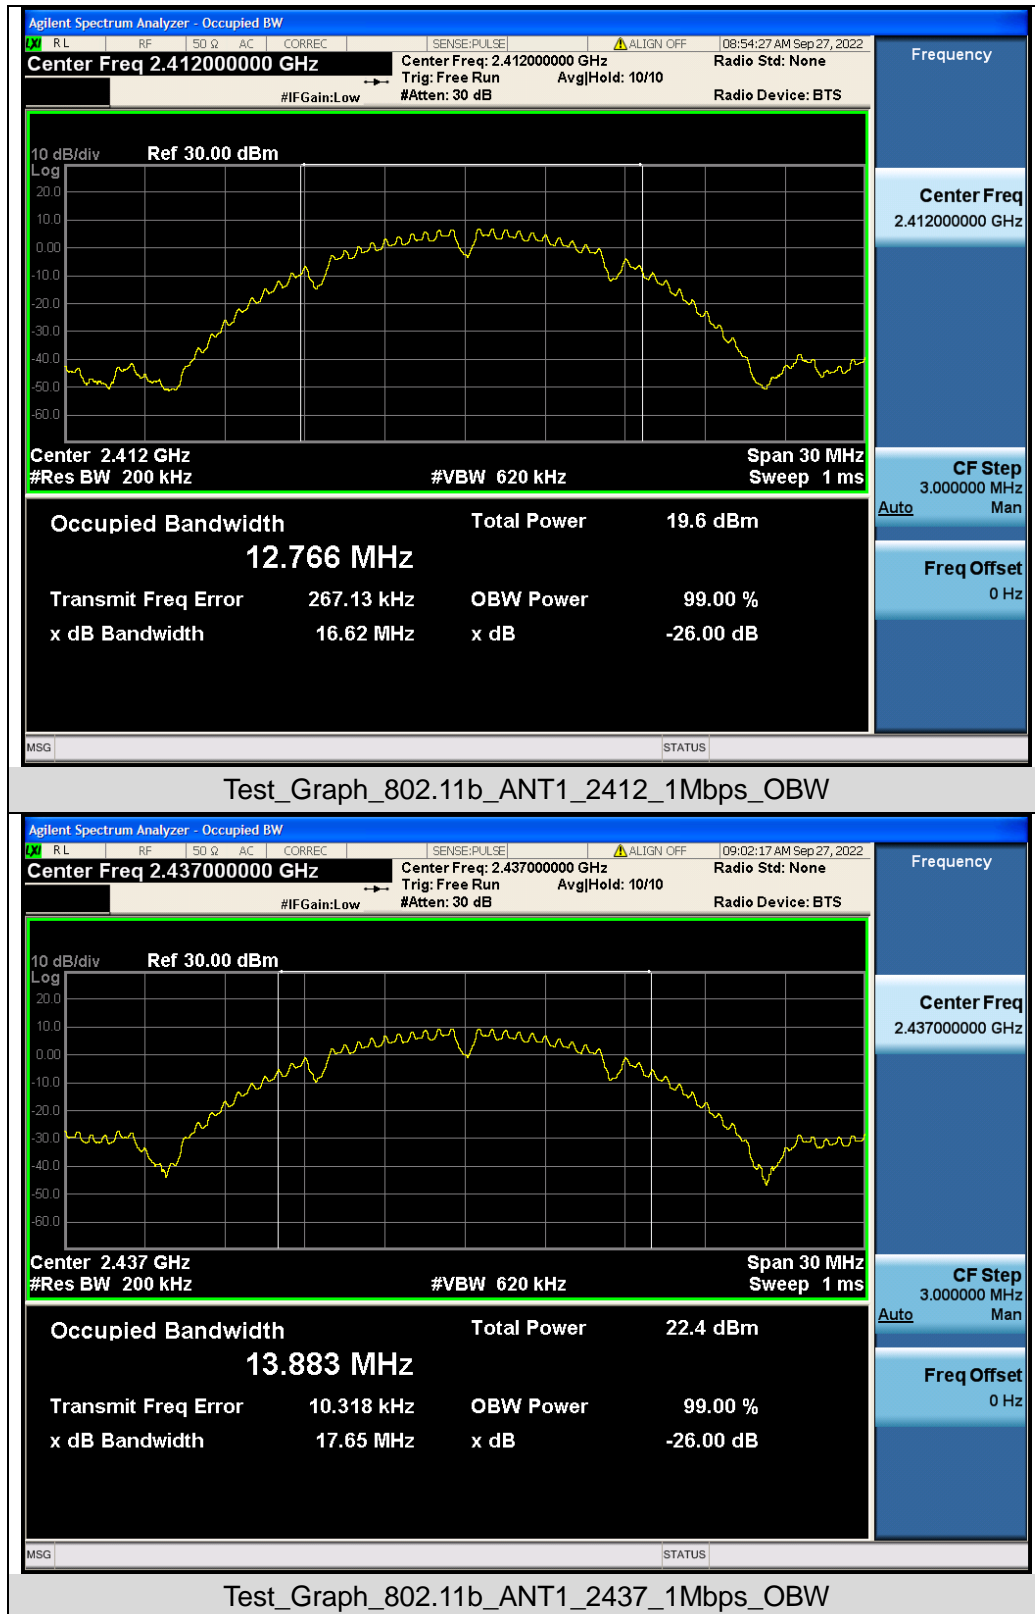 Agilent Spectrum Analyzer - Occupied BW
LXI RL RF 50 Ω AC CORREC SENSE:PULSE ALIGN OFF 08:54:27 AM Sep 27, 2022
Center Freq 2.412000000 GHz
Center Freq: 2.412000000 GHz Radio Std: None
Trig: Free Run Avg|Hold: 10/10
#IFGain:Low #Atten: 30 dB Radio Device: BTS
Frequency
10 dB/div Ref 30.00 dBm
Log
20.0
10.0
0.00
-10.0
-20.0
-30.0
-40.0
-50.0
-60.0
Center 2.412 GHz Span 30 MHz
#Res BW 200 kHz #VBW 620 kHz Sweep 1 ms
Center Freq
2.412000000 GHz
CF Step
3.000000 MHz
Auto Man
Freq Offset
0 Hz
Occupied Bandwidth Total Power 19.6 dBm
12.766 MHz
Transmit Freq Error 267.13 kHz OBW Power 99.00 %
x dB Bandwidth 16.62 MHz x dB -26.00 dB
MSG STATUS
Test_Graph_802.11b_ANT1_2412_1Mbps_OBW
Agilent Spectrum Analyzer - Occupied BW
LXI RL RF 50 Ω AC CORREC SENSE:PULSE ALIGN OFF 09:02:17 AM Sep 27, 2022
Center Freq 2.437000000 GHz
Center Freq: 2.437000000 GHz Radio Std: None
Trig: Free Run Avg|Hold: 10/10
#IFGain:Low #Atten: 30 dB Radio Device: BTS
Frequency
10 dB/div Ref 30.00 dBm
Log
20.0
10.0
0.00
-10.0
-20.0
-30.0
-40.0
-50.0
-60.0
Center 2.437 GHz Span 30 MHz
#Res BW 200 kHz #VBW 620 kHz Sweep 1 ms
Center Freq
2.437000000 GHz
CF Step
3.000000 MHz
Auto Man
Freq Offset
0 Hz
Occupied Bandwidth Total Power 22.4 dBm
13.883 MHz
Transmit Freq Error 10.318 kHz OBW Power 99.00 %
x dB Bandwidth 17.65 MHz x dB -26.00 dB
MSG STATUS
Test_Graph_802.11b_ANT1_2437_1Mbps_OBW